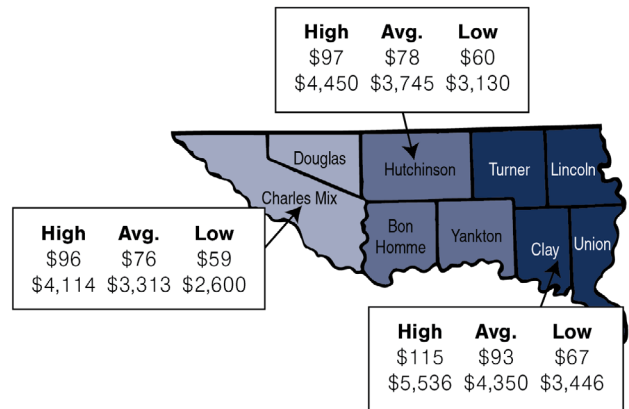 High Avg. Low
$97 $78 $60
$4,450 $3,745 $3,130
Douglas
Hutchinson
Turner
Lincoln
Charles Mix
Bon
Homme
Yankton
Clay
Union
High Avg. Low
$96 $76 $59
$4,114 $3,313 $2,600
High Avg. Low
$115 $93 $67
$5,536 $4,350 $3,446